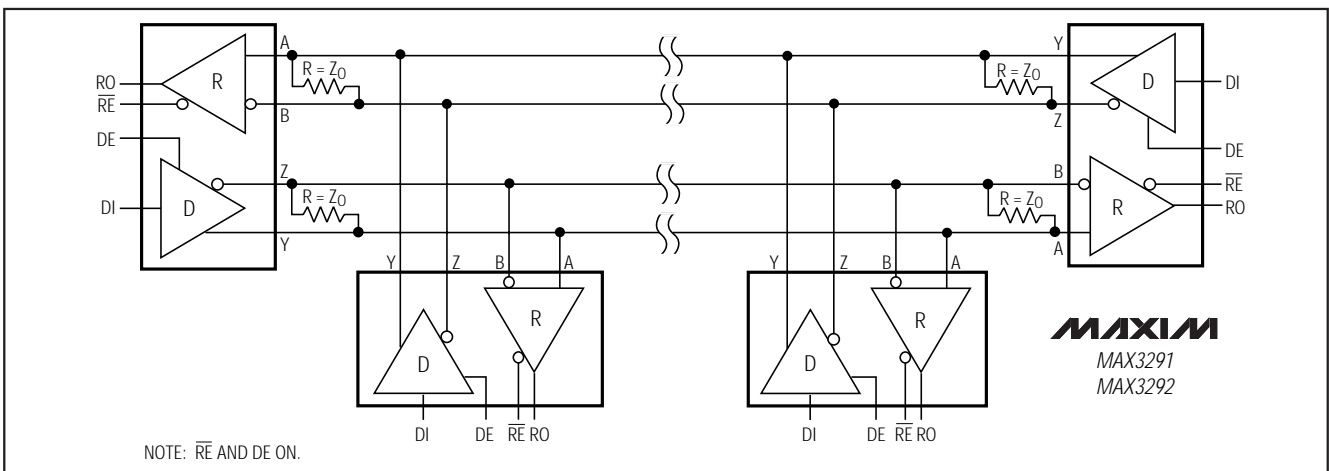 A
Y
R = Z0
R = Z0
RO
R
D
DI
RE
B
Z
DE
DE
Z
B
RE
R = Z0
R = Z0
DI
D
R
RO
Y
A
Y Z B A
Y Z B A
R
R
D
D
MAXIM
MAX3291
MAX3292
DI DE RE RO
DI DE RE RO
NOTE: RE AND DE ON.